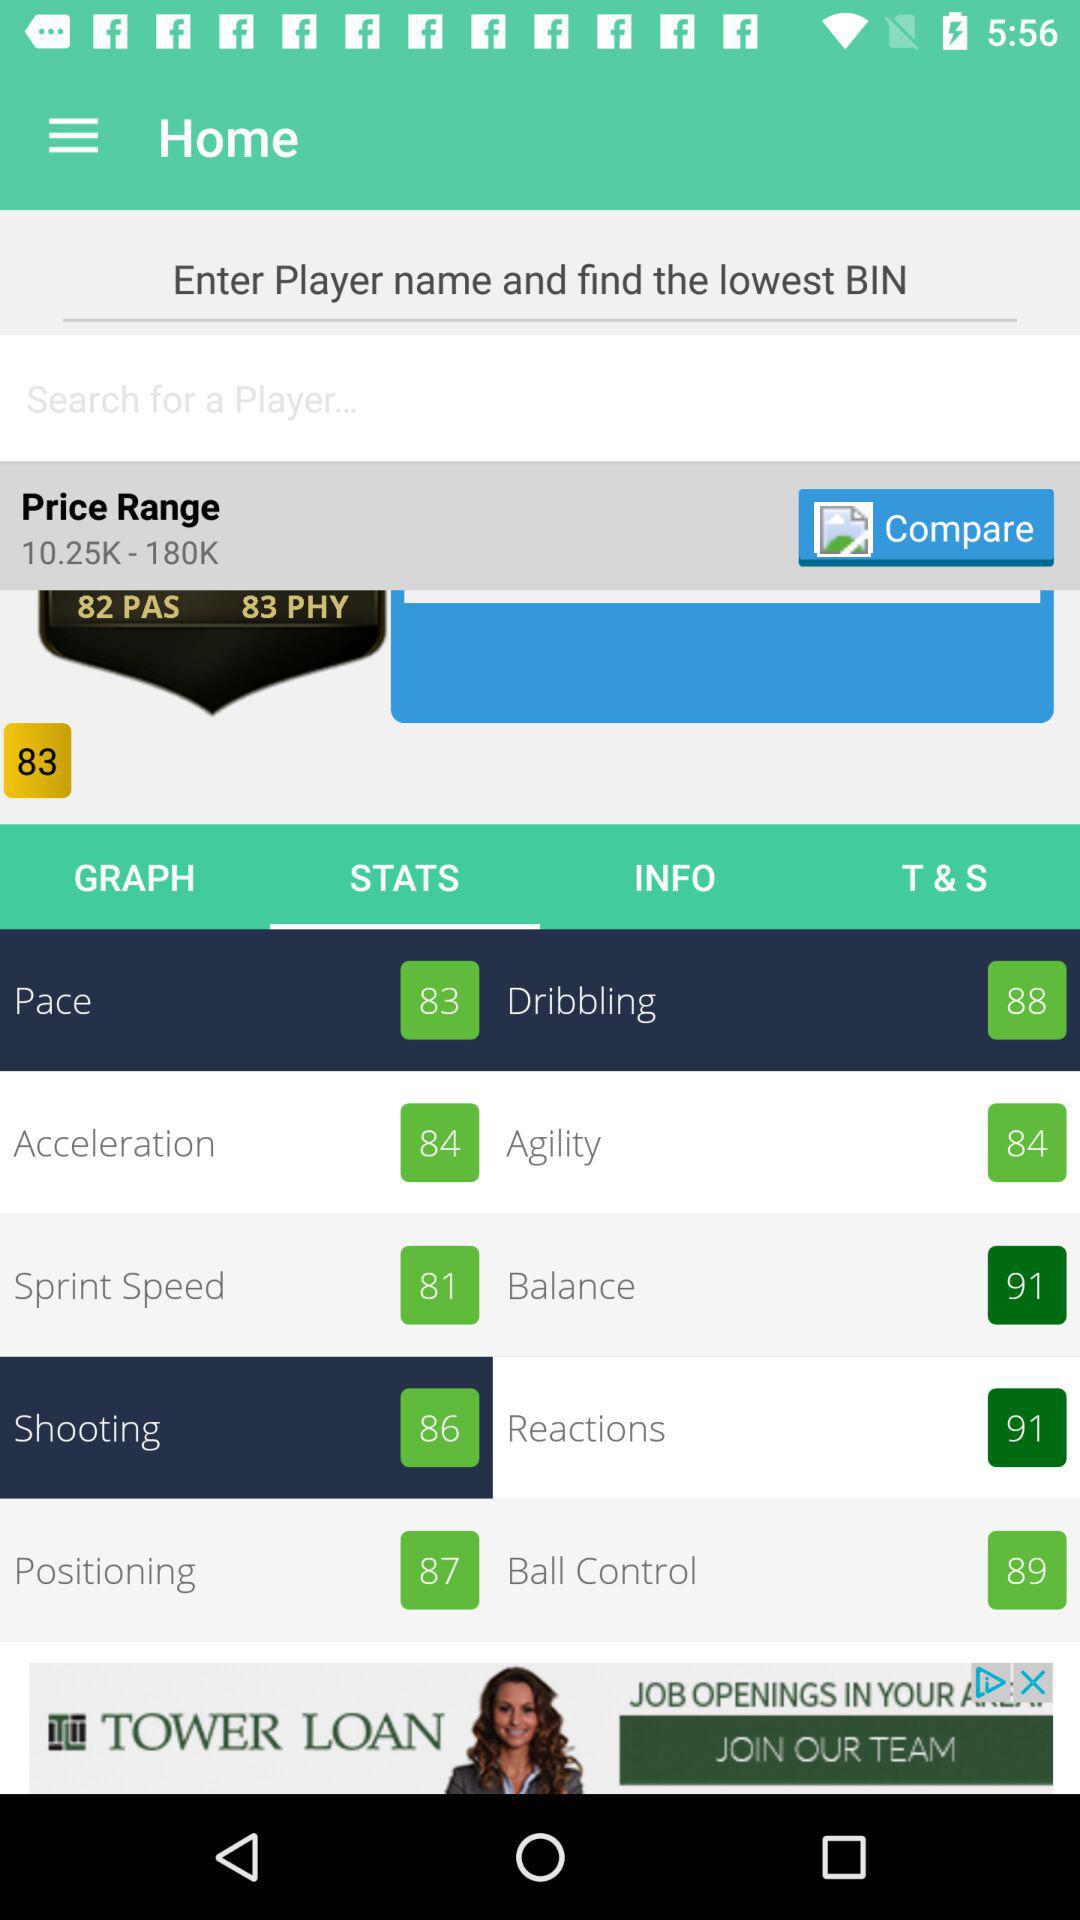 5:56
Home
Enter Player name and find the lowest BIN
Search for a Player...
Price Range
10.25K - 180K
Compare
82 PAS 83 PHY
83
GRAPH STATS INFO T & S
Pace 83 Dribbling 88
Acceleration 84 Agility 84
Sprint Speed 81 Balance 91
Shooting 86 Reactions 91
Positioning 87 Ball Control 89
TOWER LOAN
JOB OPENINGS IN YOUR
JOIN OUR TEAM